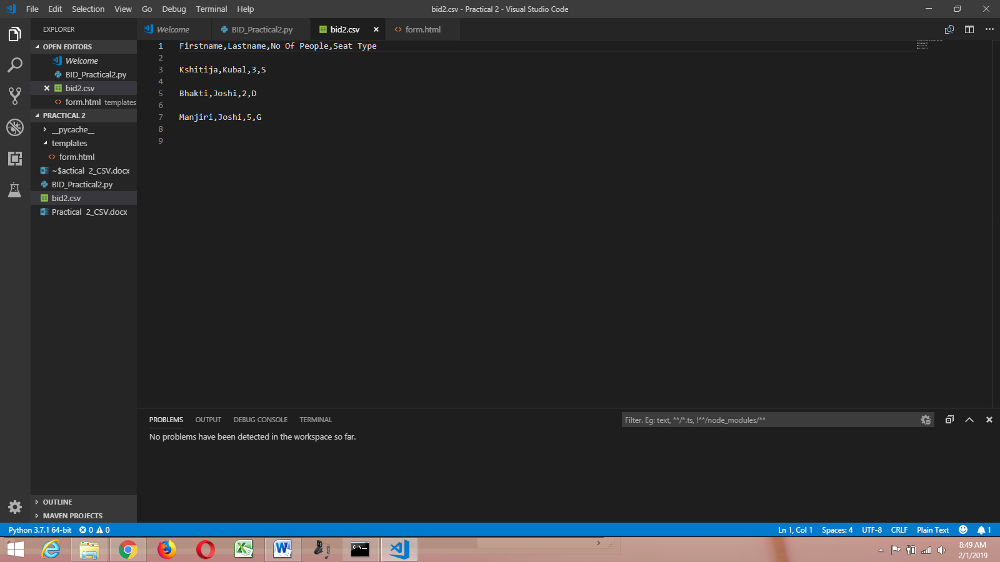 File Edit Selection View Go Debug Terminal Help
bid2.csv - Practical 2 - Visual Studio Code
EXPLORER
OPEN EDITORS
Welcome
BID_Practical2.py
bid2.csv
form.html templates
PRACTICAL 2
__pycache__
templates
form.html
~$actical 2_CSV.docx
BID_Practical2.py
bid2.csv
Practical 2_CSV.docx
OUTLINE
MAVEN PROJECTS
Welcome BID_Practical2.py bid2.csv form.html
1 Firstname,Lastname,No Of People,Seat Type
2
3 Kshitija,Kubal,3,S
4
5 Bhakti,Joshi,2,D
6
7 Manjiri,Joshi,5,G
8
9
PROBLEMS OUTPUT DEBUG CONSOLE TERMINAL
Filter. Eg: text, **/*.ts, !**/node_modules/**
No problems have been detected in the workspace so far.
Python 3.7.1 64-bit 0 0
Ln 1, Col 1 Spaces: 4 UTF-8 CRLF Plain Text 1
8:49 AM
2/1/2019